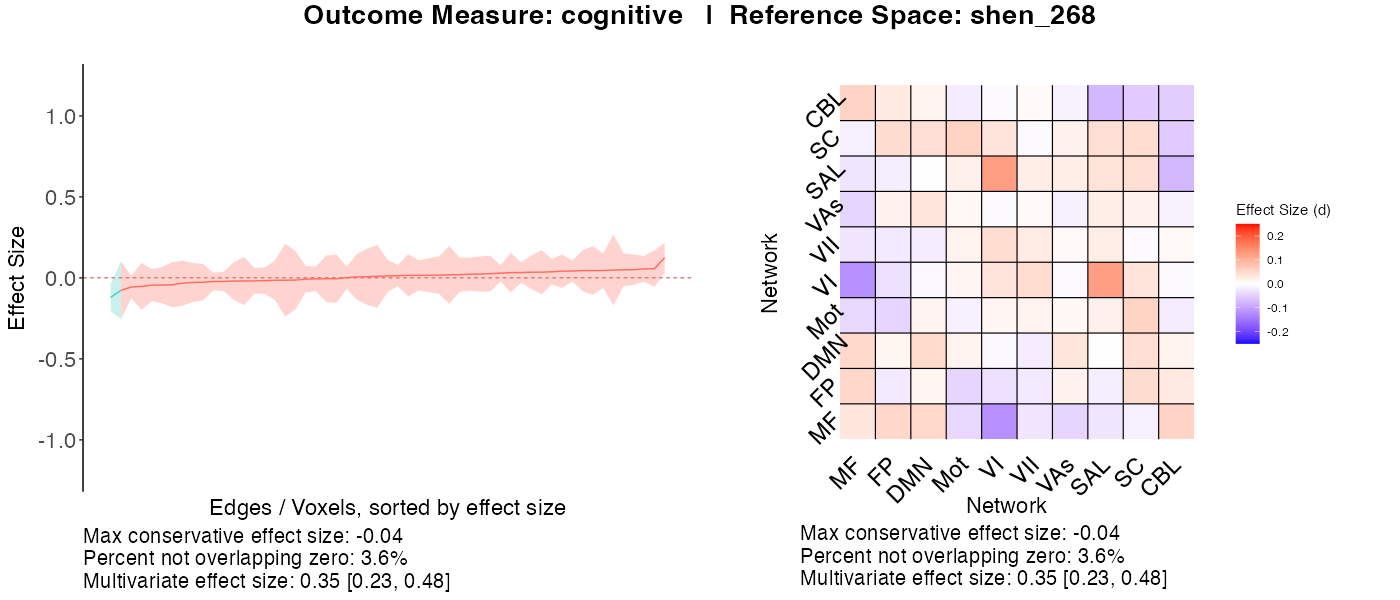 Outcome Measure: cognitive | Reference Space: shen_268
Effect Size
1.0
0.5
0.0
-0.5
-1.0
Edges / Voxels, sorted by effect size
Max conservative effect size: -0.04
Percent not overlapping zero: 3.6%
Multivariate effect size: 0.35 [0.23, 0.48]
Network
CBL
SC
SAL
VAs
VII
VI
Mot
DMN
FP
MF
MF FP DMN Mot VI VII VAs SAL SC CBL
Network
Max conservative effect size: -0.04
Percent not overlapping zero: 3.6%
Multivariate effect size: 0.35 [0.23, 0.48]
Effect Size (d)
0.2
0.1
0.0
-0.1
-0.2